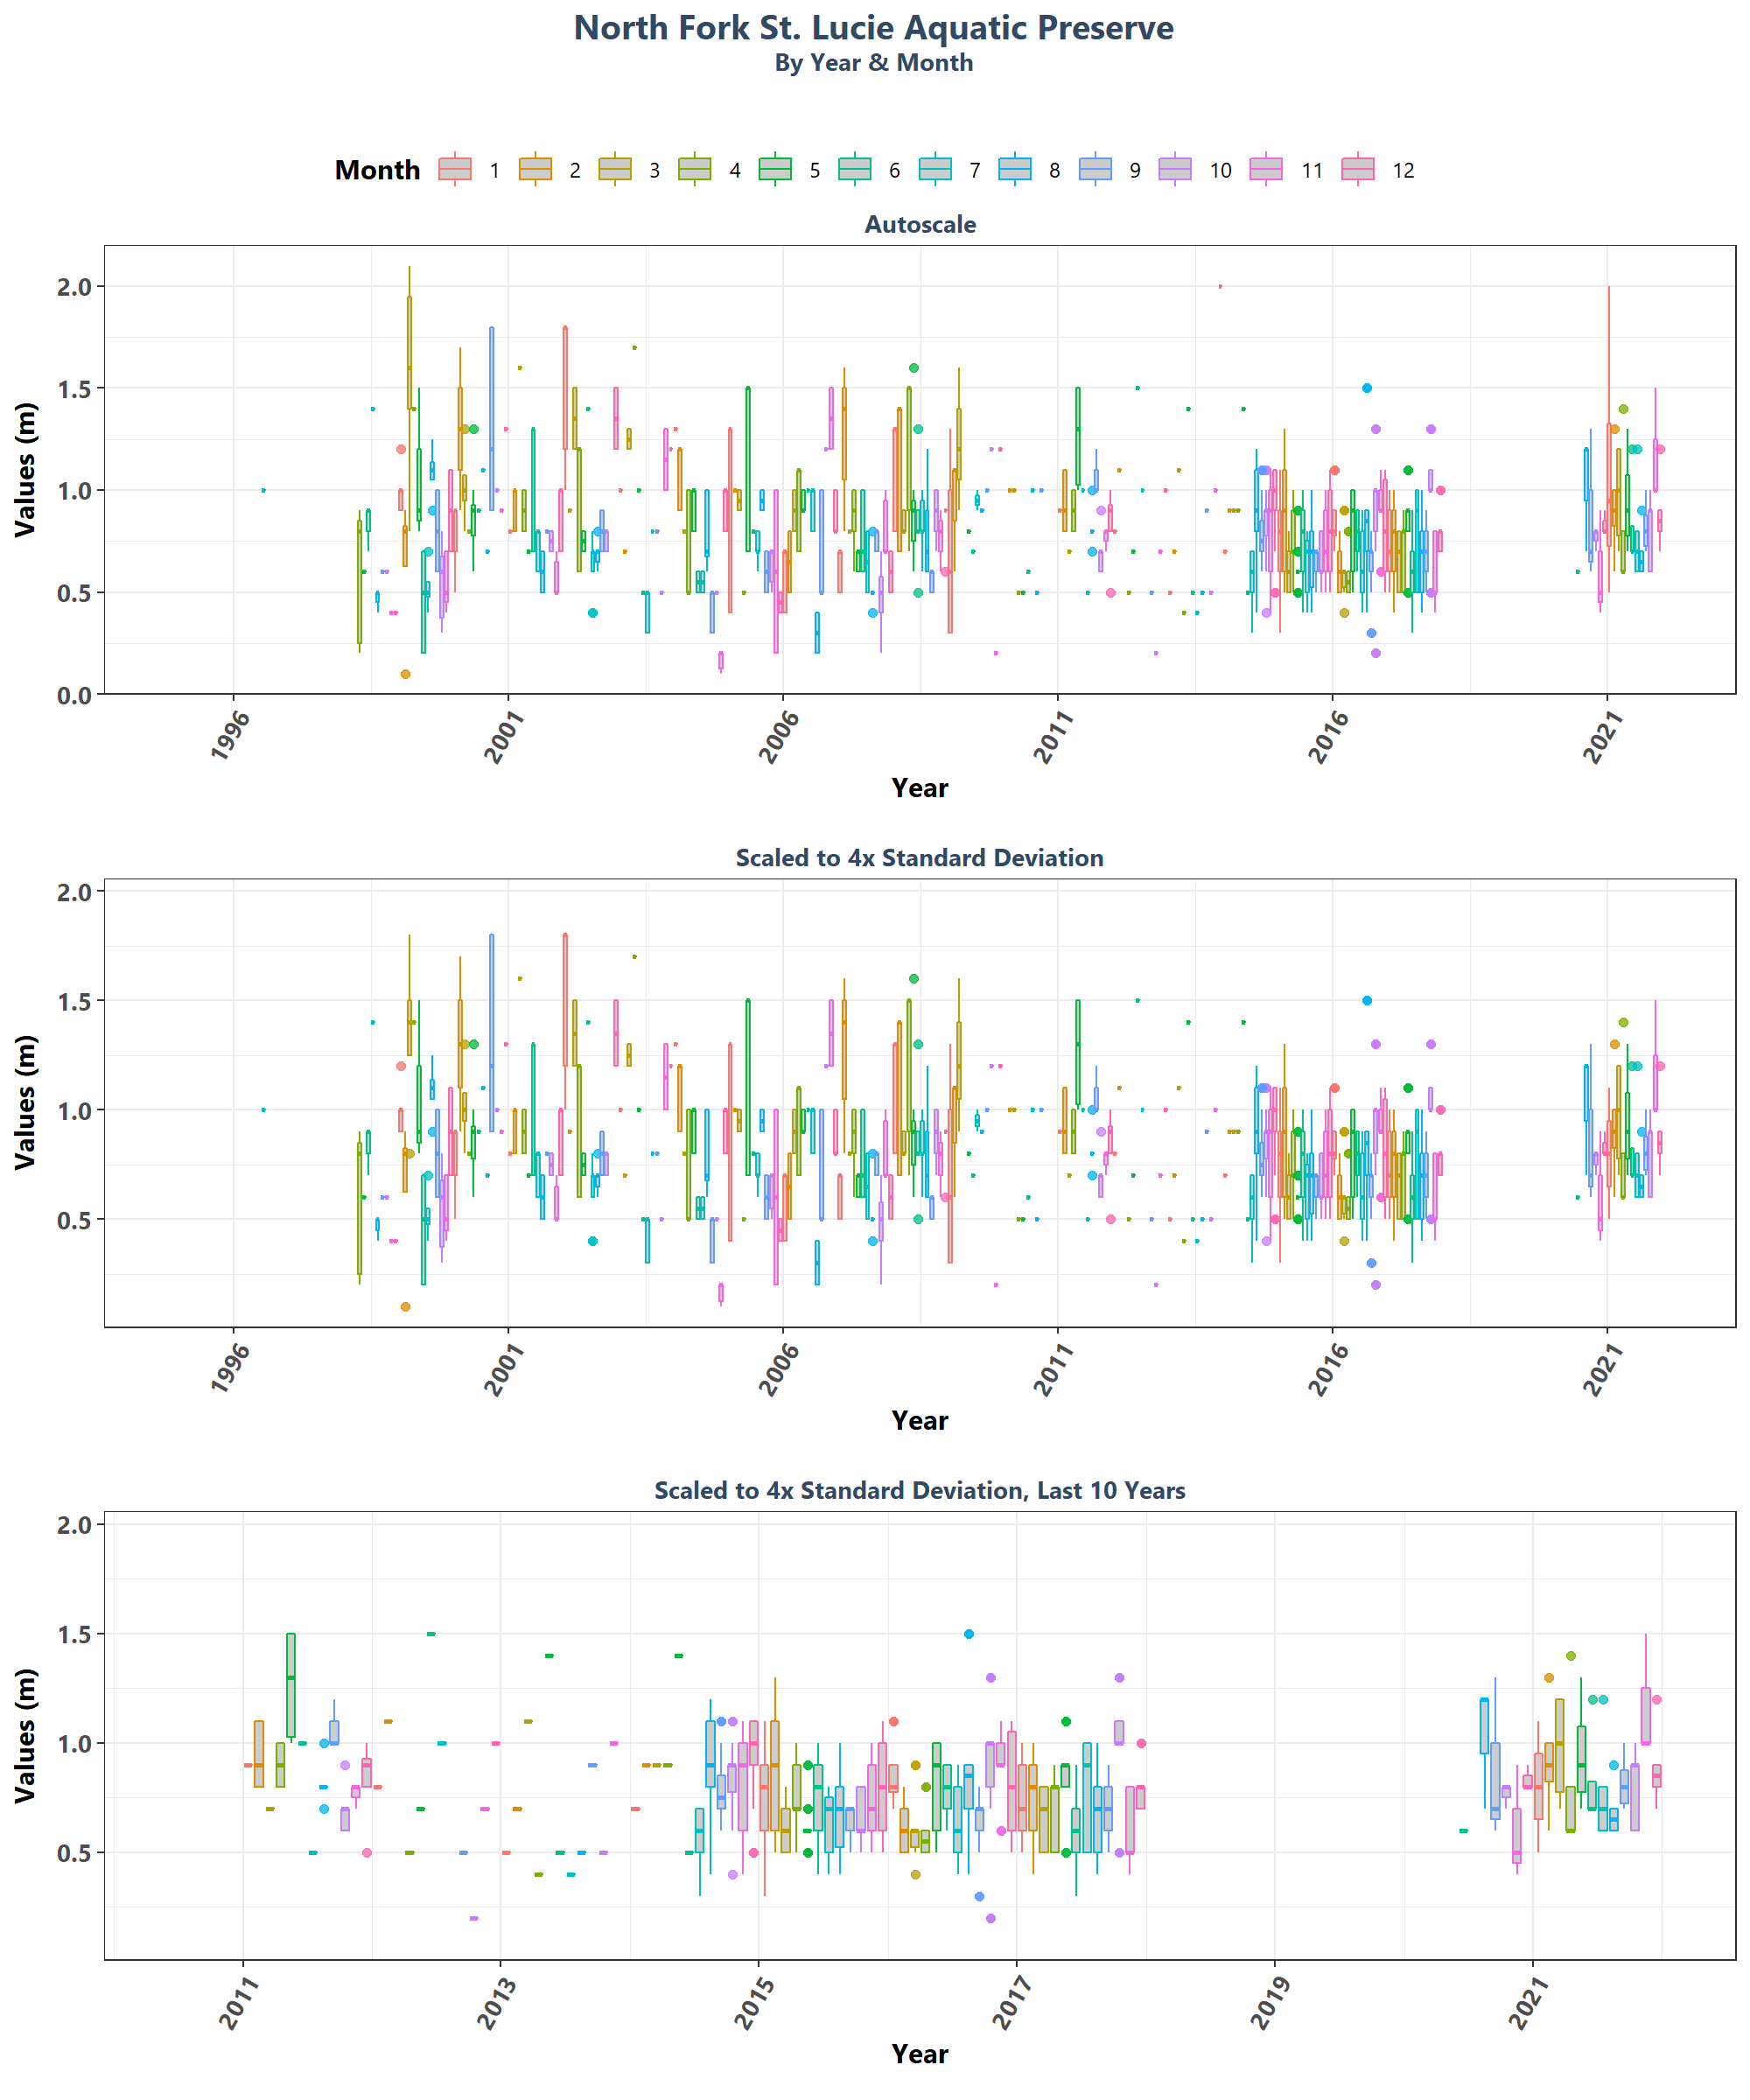 North Fork St. Lucie Aquatic Preserve
By Year & Month
Month 1 2 3 4 5 6 7 8 9 10 11 12
Autoscale
Values (m)
2.0
1.5
1.0
0.5
0.0
1996 2001 2006 2011 2016 2021
Year
Scaled to 4x Standard Deviation
Values (m)
2.0
1.5
1.0
0.5
1996 2001 2006 2011 2016 2021
Year
Scaled to 4x Standard Deviation, Last 10 Years
Values (m)
2.0
1.5
1.0
0.5
2011 2013 2015 2017 2019 2021
Year